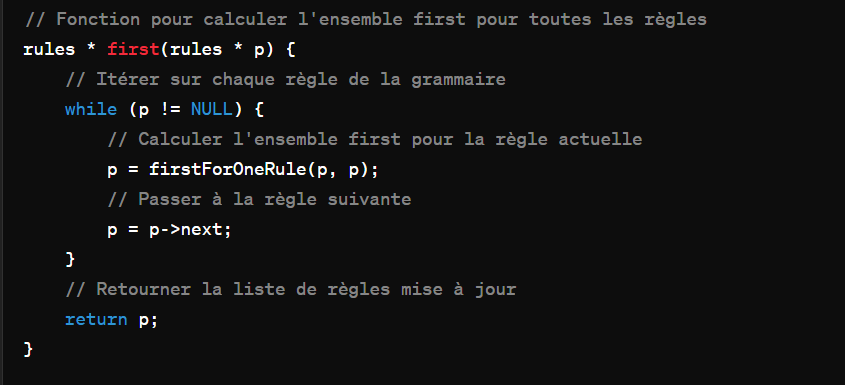 // Fonction pour calculer l'ensemble first pour toutes les règles
rules * first(rules * p) {
    // Itérer sur chaque règle de la grammaire
    while (p != NULL) {
        // Calculer l'ensemble first pour la règle actuelle
        p = firstForOneRule(p, p);
        // Passer à la règle suivante
        p = p->next;
    }
    // Retourner la liste de règles mise à jour
    return p;
}